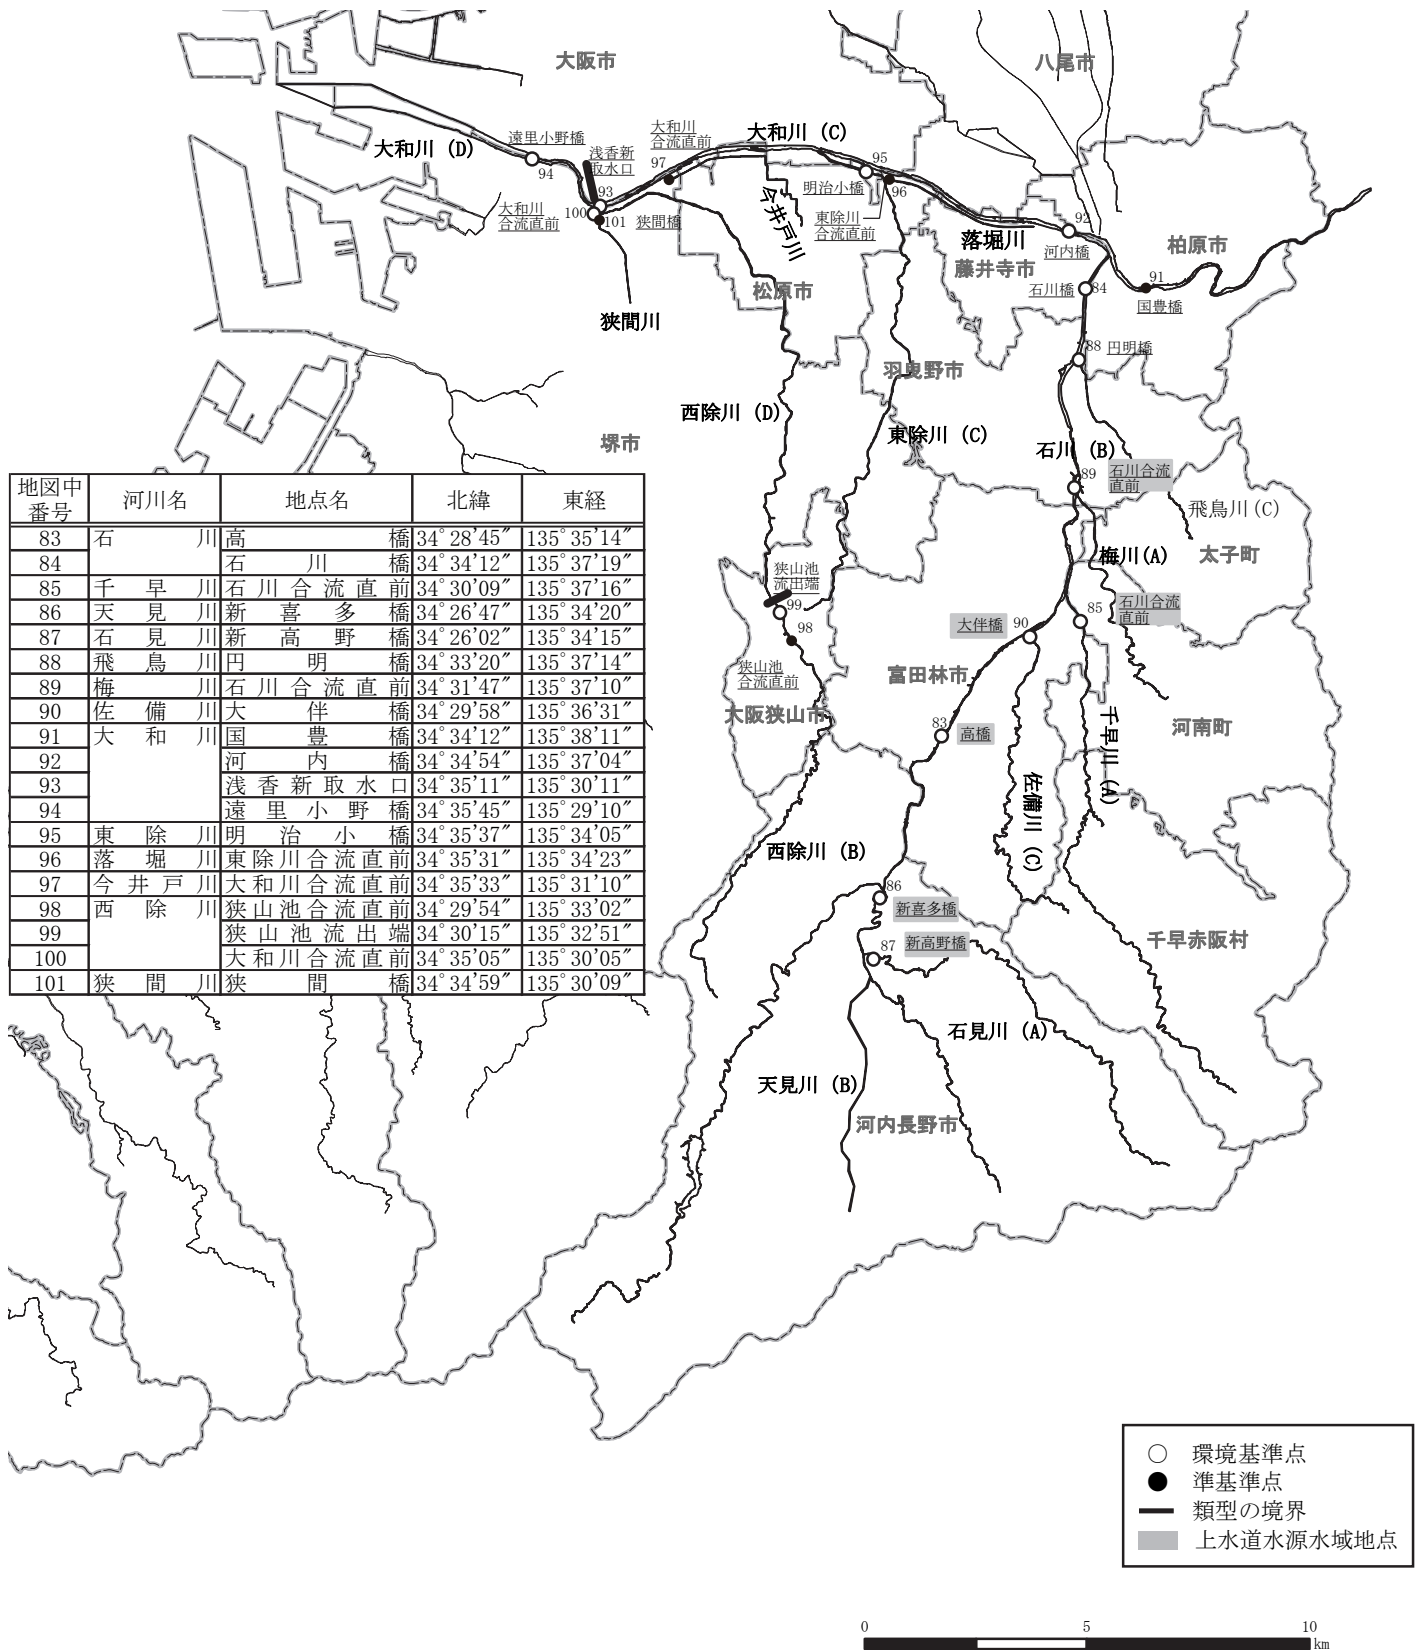 大阪市
八尾市
遠里小野橋
大和川
合流直前
大和川 (C)
大和川 (D)
浅香新
取水口
94
97
95
93
明治小橋
96
今井戸川
大和川
合流直前
100
101
狭間橋
東除川
合流直前
92
落堀川
河内橋
柏原市
藤井寺市
91
松原市
石川橋
84
国豊橋
狭間川
88
円明橋
羽曳野市
西除川 (D)
東除川 (C)
堺市
石川 (B)
89
石川合流
直前
飛鳥川(C)
梅川(A)
太子町
狭山池
流出端
99
石川合流
直前
85
大伴橋
90
98
狭山池
合流直前
富田林市
大阪狭山市
83
高橋
千早川 (A)
河南町
佐備川 (C)
西除川 (B)
86
新喜多橋
87
新高野橋
千早赤阪村
石見川 (A)
天見川 (B)
河内長野市
地図中番号 河川名 地点名 北緯 東経
83 石川 高橋 34°28′45″ 135°35′14″
84 石川橋 34°34′12″ 135°37′19″
85 千早川 石川合流直前 34°30′09″ 135°37′16″
86 天見川 新喜多橋 34°26′47″ 135°34′20″
87 石見川 新高野橋 34°26′02″ 135°34′15″
88 飛鳥川 円明橋 34°33′20″ 135°37′14″
89 梅川 石川合流直前 34°31′47″ 135°37′10″
90 佐備川 大伴橋 34°29′58″ 135°36′31″
91 大和川 国豊橋 34°34′12″ 135°38′11″
92 河内橋 34°34′54″ 135°37′04″
93 浅香新取水口 34°35′11″ 135°30′11″
94 遠里小野橋 34°35′45″ 135°29′10″
95 東除川 明治小橋 34°35′37″ 135°34′05″
96 落堀川 東除川合流直前 34°35′31″ 135°34′23″
97 今井戸川 大和川合流直前 34°35′33″ 135°31′10″
98 西除川 狭山池合流直前 34°29′54″ 135°33′02″
99 狭山池流出端 34°30′15″ 135°32′51″
100 大和川合流直前 34°35′05″ 135°30′05″
101 狭間川 狭間橋 34°34′59″ 135°30′09″
○ 環境基準点
● 準基準点
類型の境界
上水道水源水域地点
0 5 10
km